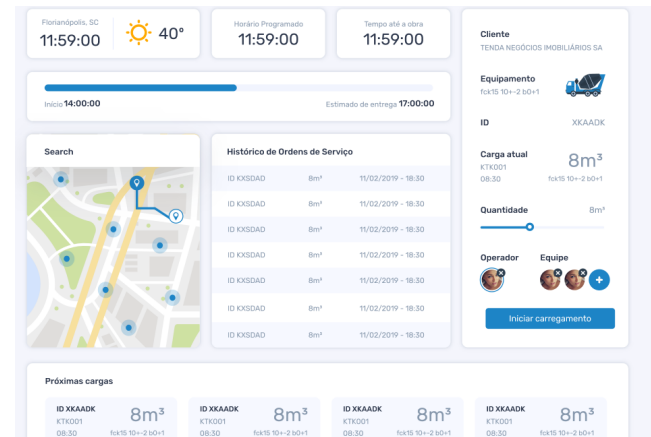 Florianópolis, SC
11:59:00
40°
Horário Programado
11:59:00
Tempo até a obra
11:59:00
Início 14:00:00
Estimado de entrega 17:00:00
Search
Histórico de Ordens de Serviço
ID KXSDAD 8m³ 11/02/2019 - 18:30
ID KXSDAD 8m³ 11/02/2019 - 18:30
ID KXSDAD 8m³ 11/02/2019 - 18:30
ID KXSDAD 8m³ 11/02/2019 - 18:30
ID KXSDAD 8m³ 11/02/2019 - 18:30
ID KXSDAD 8m³ 11/02/2019 - 18:30
ID KXSDAD 8m³ 11/02/2019 - 18:30
Cliente
TENDA NEGÓCIOS IMOBILIÁRIOS SA
Equipamento
fck15 10+-2 b0+1
ID XKAADK
Carga atual
KTK001
8m³
08:30 fck15 10+-2 b0+1
Quantidade 8m³
Operador Equipe
Iniciar carregamento
Próximas cargas
ID XKAADK
KTK001
8m³
08:30 fck15 10+-2 b0+1
ID XKAADK
KTK001
8m³
08:30 fck15 10+-2 b0+1
ID XKAADK
KTK001
8m³
08:30 fck15 10+-2 b0+1
ID XKAADK
KTK001
8m³
08:30 fck15 10+-2 b0+1